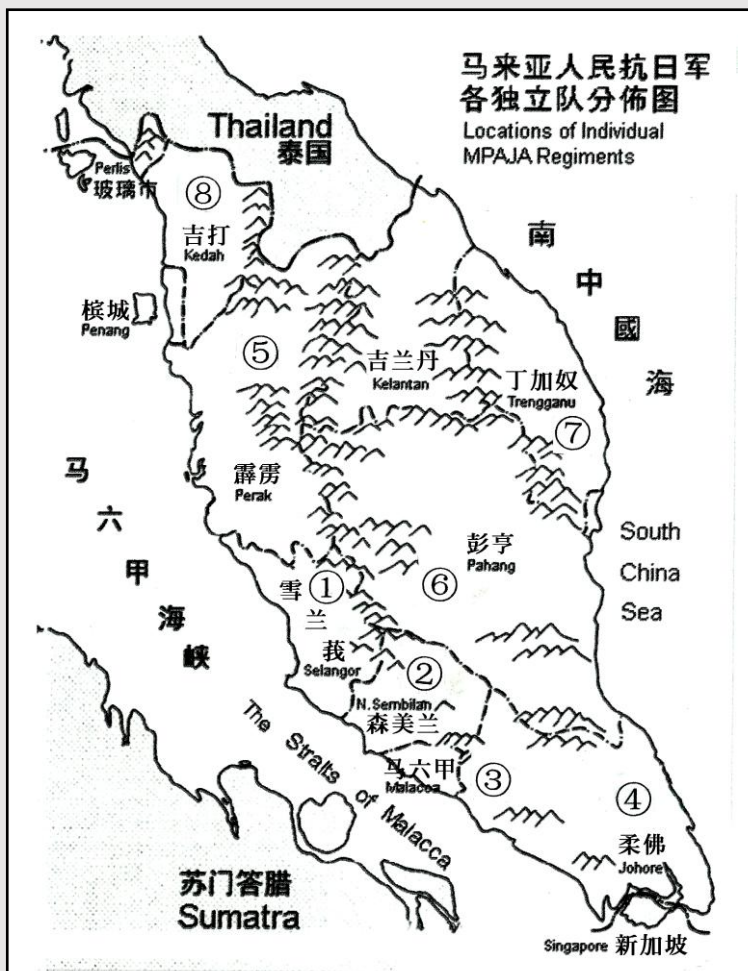 马来亚人民抗日军
各独立队分佈图
Locations of Individual
MPAJA Regiments
Thailand
泰国
Perlis
玻璃市
⑧
吉打
Kedah
槟城
Penang
⑤
吉兰丹
Kelantan
丁加奴
Trengganu
⑦
南中國海
South
China
Sea
霹雳
Perak
彭亨
Pahang
⑥
①
雪兰莪
Selangor
②
N. Sembilan
森美兰
马六甲
Malacca
③
④
柔佛
Johore
马六甲海峡
The Straits of Malacca
苏门答腊
Sumatra
Singapore 新加坡